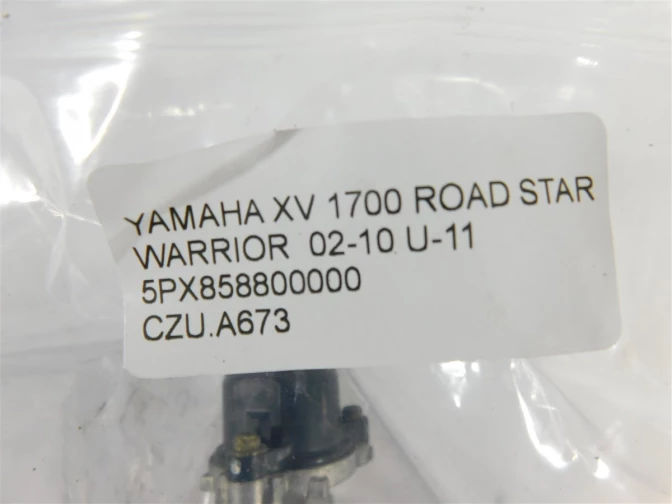 YAMAHA XV 1700 ROAD STAR
WARRIOR 02-10 U-11
5PX858800000
CZU.A673